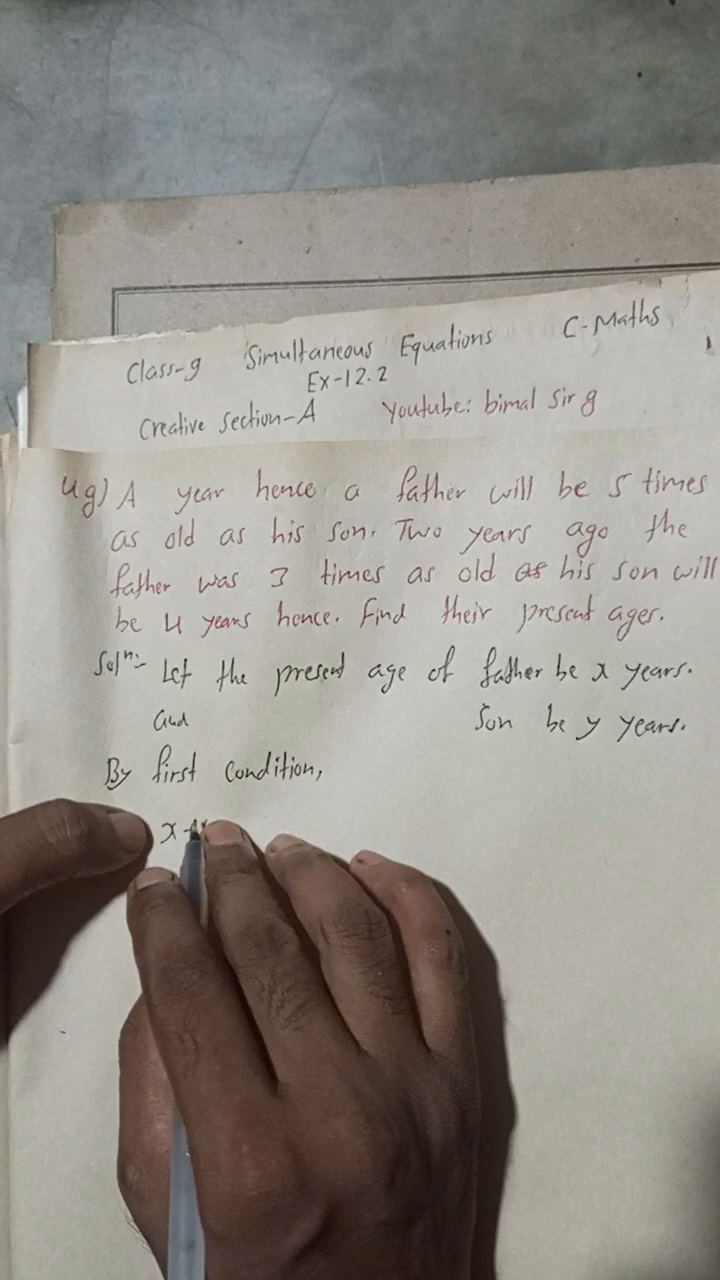 Class-9 Simultaneous Equations C-Maths
Ex-12.2
Creative section-A Youtube: bimal sir g
4g) A year hence a father will be 5 times
as old as his son. Two years ago the
father was 3 times as old as his son will
be 4 years hence. Find their present ages.
Solⁿ:- Let the present age of father be x years.
and Son be y years.
By first condition,
x